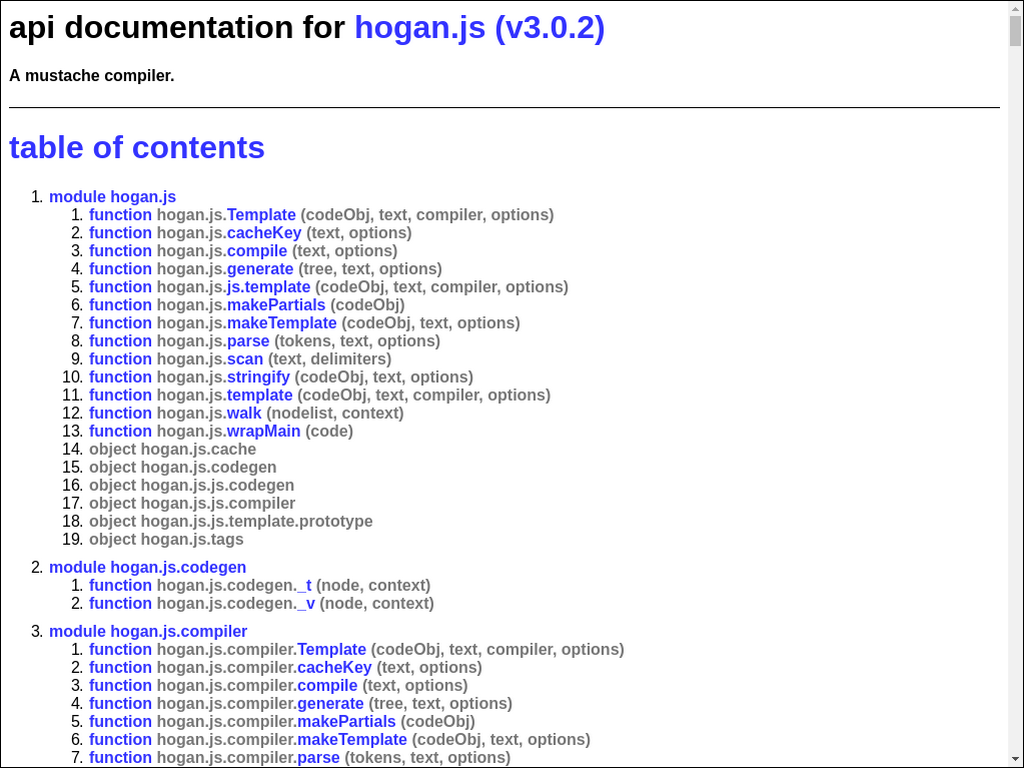 api documentation for hogan.js (v3.0.2)
A mustache compiler.
table of contents
1. module hogan.js
1. function hogan.js.Template (codeObj, text, compiler, options)
2. function hogan.js.cacheKey (text, options)
3. function hogan.js.compile (text, options)
4. function hogan.js.generate (tree, text, options)
5. function hogan.js.js.template (codeObj, text, compiler, options)
6. function hogan.js.makePartials (codeObj)
7. function hogan.js.makeTemplate (codeObj, text, options)
8. function hogan.js.parse (tokens, text, options)
9. function hogan.js.scan (text, delimiters)
10. function hogan.js.stringify (codeObj, text, options)
11. function hogan.js.template (codeObj, text, compiler, options)
12. function hogan.js.walk (nodelist, context)
13. function hogan.js.wrapMain (code)
14. object hogan.js.cache
15. object hogan.js.codegen
16. object hogan.js.js.codegen
17. object hogan.js.js.compiler
18. object hogan.js.js.template.prototype
19. object hogan.js.tags
2. module hogan.js.codegen
1. function hogan.js.codegen._t (node, context)
2. function hogan.js.codegen._v (node, context)
3. module hogan.js.compiler
1. function hogan.js.compiler.Template (codeObj, text, compiler, options)
2. function hogan.js.compiler.cacheKey (text, options)
3. function hogan.js.compiler.compile (text, options)
4. function hogan.js.compiler.generate (tree, text, options)
5. function hogan.js.compiler.makePartials (codeObj)
6. function hogan.js.compiler.makeTemplate (codeObj, text, options)
7. function hogan.js.compiler.parse (tokens, text, options)